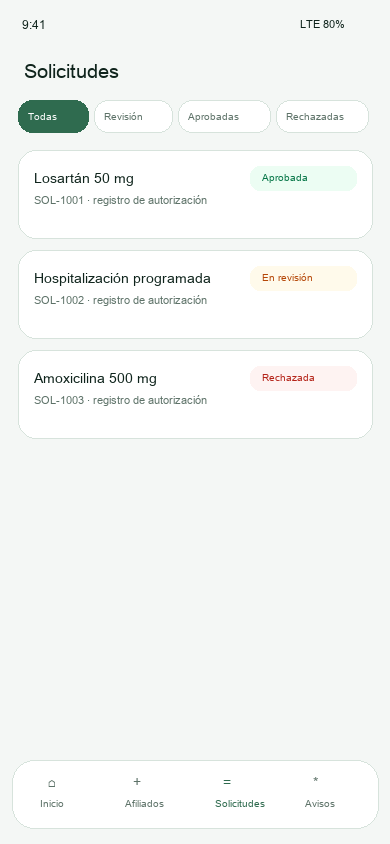 9:41 LTE 80%
Solicitudes
Todas Revisión Aprobadas Rechazadas
Losartán 50 mg Aprobada
SOL-1001 · registro de autorización
Hospitalización programada En revisión
SOL-1002 · registro de autorización
Amoxicilina 500 mg Rechazada
SOL-1003 · registro de autorización
⌂ + = *
Inicio Afiliados Solicitudes Avisos